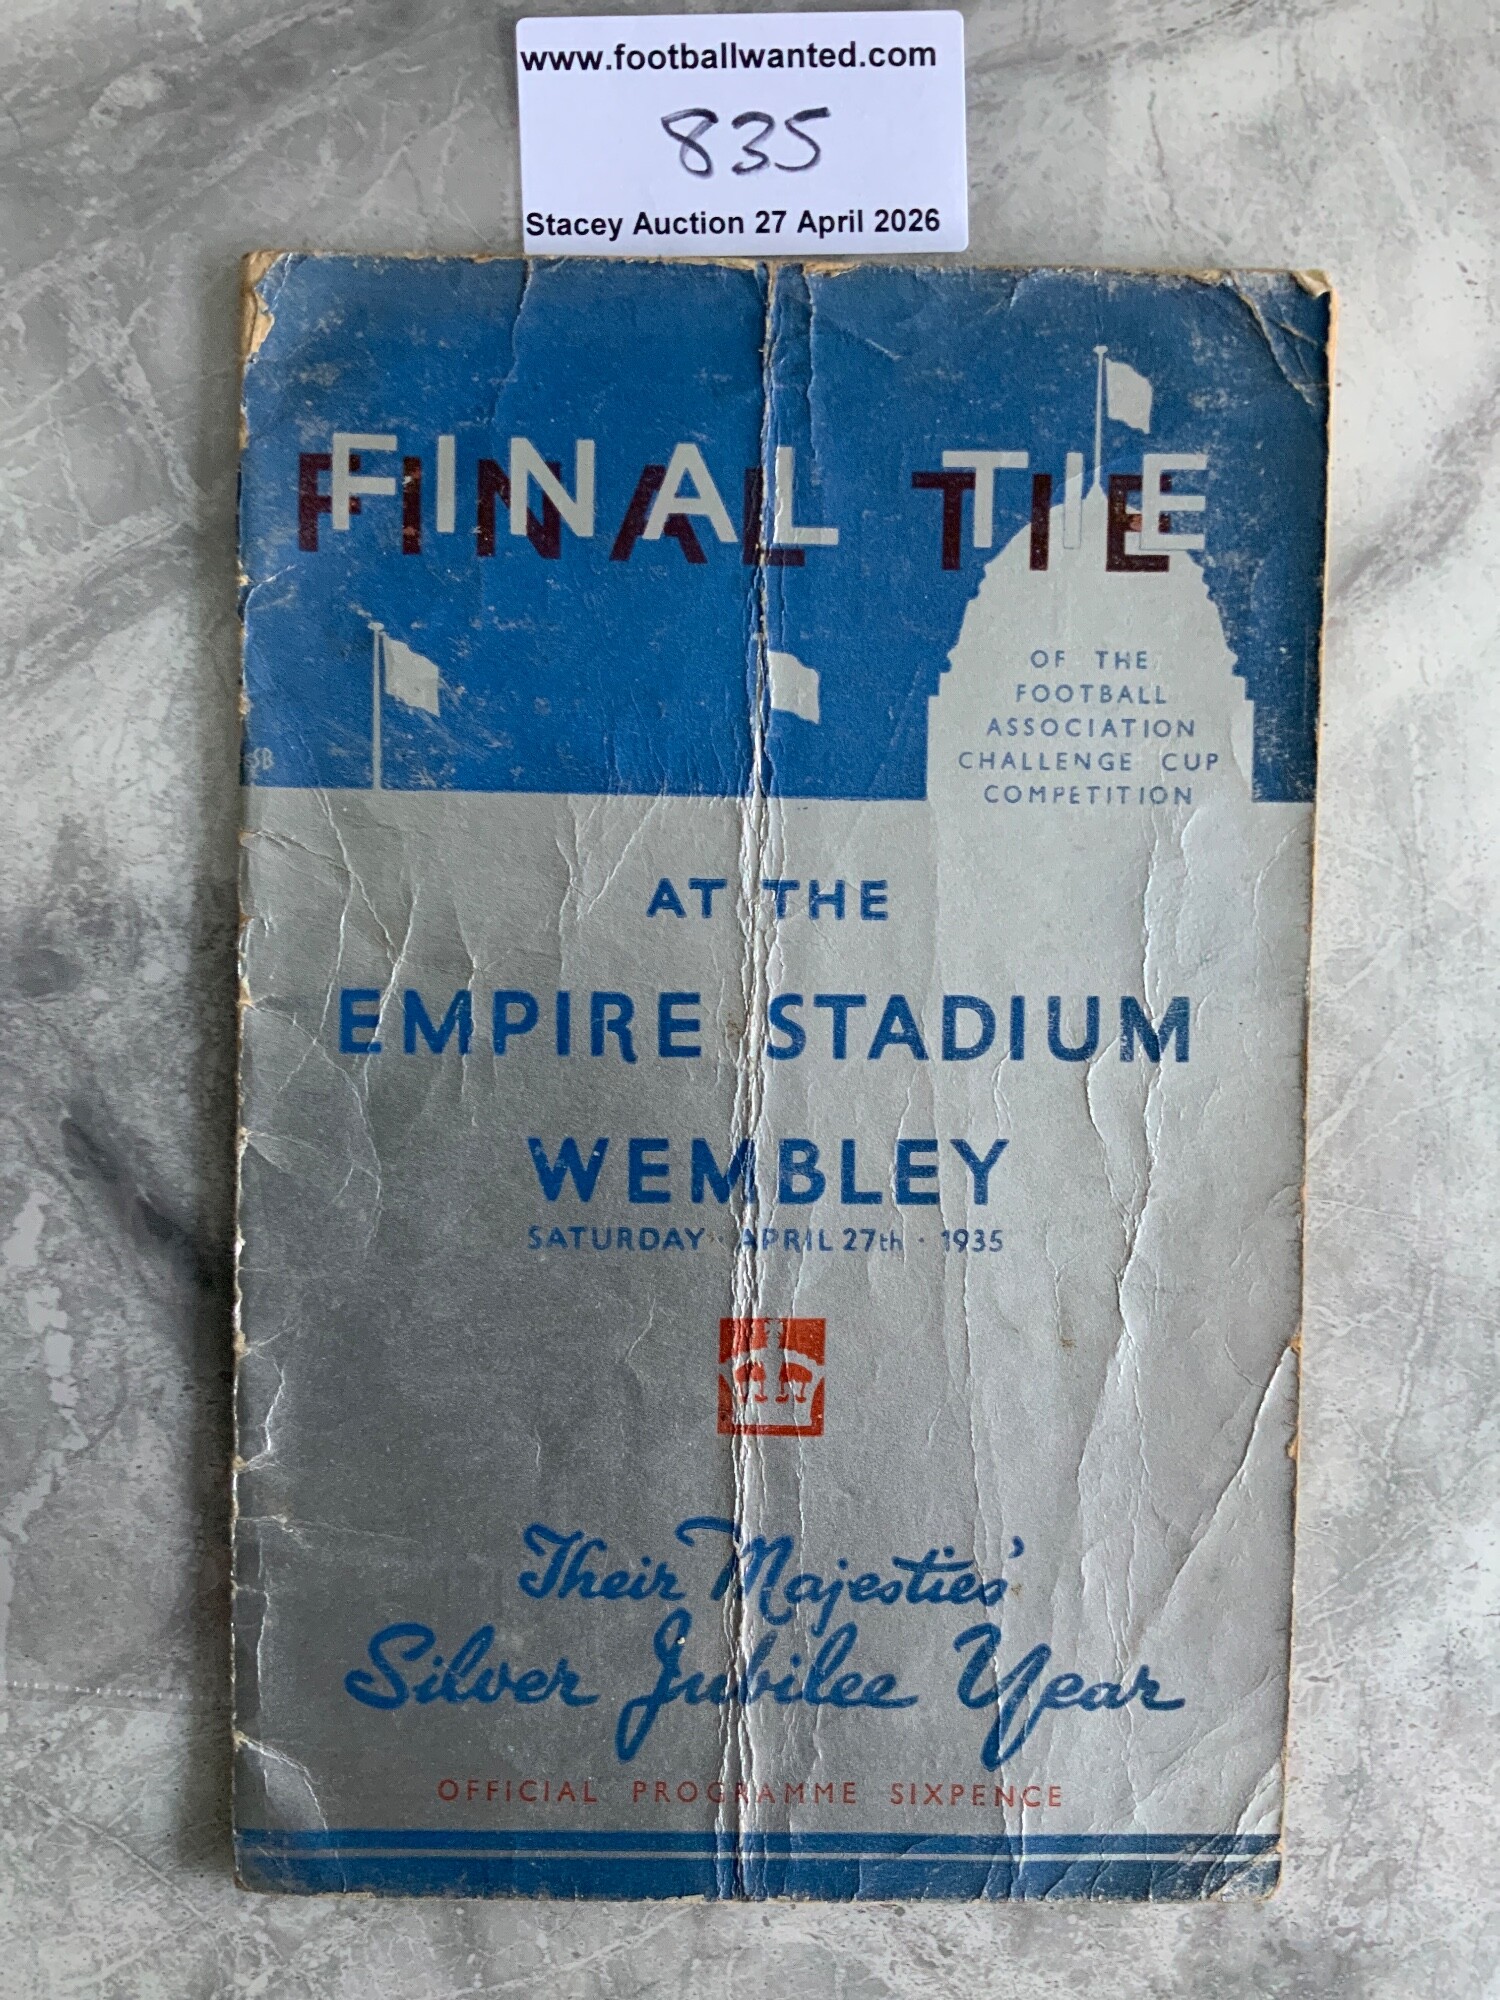 www.footballwanted.com
835
Stacey Auction 27 April 2026
FINAL TIE
OF THE
FOOTBALL
ASSOCIATION
CHALLENGE CUP
COMPETITION
SB
AT THE
EMPIRE STADIUM
WEMBLEY
SATURDAY · APRIL 27th · 1935
Their Majesties'
Silver Jubilee Year
OFFICIAL PROGRAMME SIXPENCE